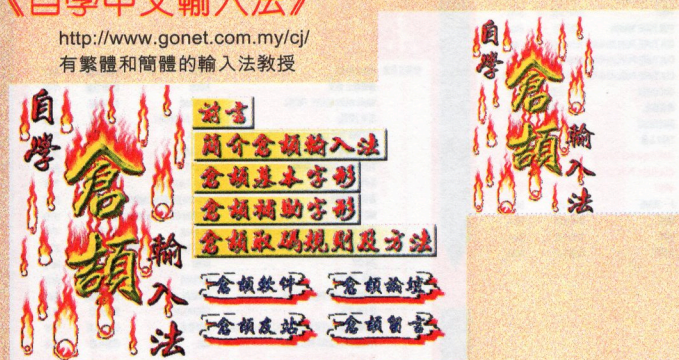 《自學中文輸入法》
http://www.gonet.com.my/cj/
有繁體和簡體的輸入法教授
自學
倉頡
輸入法
前言
簡介倉頡輸入法
倉頡基本字形
倉頡補助字形
倉頡取碼規則及方法
倉頡軟件
倉頡論壇
倉頡友站
倉頡留言
自學
倉頡
輸入法